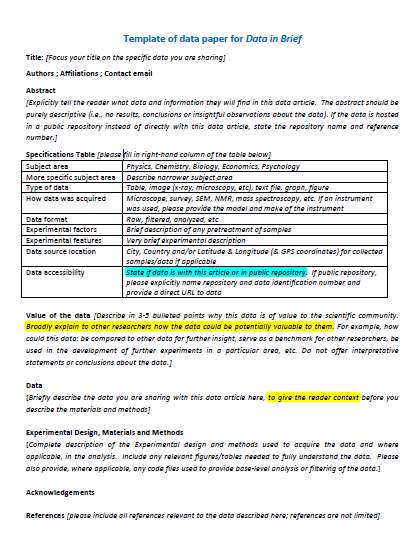 Template of data paper for Data in Brief
Title: [Focus your title on the specific data you are sharing]
Authors ; Affiliations ; Contact email
Abstract
[Explicitly tell the reader what data and information they will find in this data article. The abstract should be
purely descriptive (i.e., no results, conclusions or insightful observations about the data). If the data is hosted
in a public repository instead of directly with this data article, state the repository name and reference
number.]
Specifications Table [please fill in right-hand column of the table below]
Subject area Physics, Chemistry, Biology, Economics, Psychology
More specific subject area Describe narrower subject area
Type of data Table, image (x-ray, microscopy, etc), text file, graph, figure
How data was acquired Microscope, survey, SEM, NMR, mass spectroscopy, etc. If an instrument
was used, please provide the model and make of the instrument
Data format Raw, filtered, analyzed, etc
Experimental factors Brief description of any pretreatment of samples
Experimental features Very brief experimental description
Data source location City, Country and/or Latitude & Longitude (& GPS coordinates) for collected
samples/data if applicable
Data accessibility State if data is with this article or in public repository. If public repository,
please explicitly name repository and data identification number and
provide a direct URL to data
Value of the data [Describe in 3-5 bulleted points why this data is of value to the scientific community.
Broadly explain to other researchers how the data could be potentially valuable to them. For example, how
could this data: be compared to other data for further insight, serve as a benchmark for other researchers, be
used in the development of further experiments in a particular area, etc. Do not offer interpretative
statements or conclusions about the data.]
Data
[Briefly describe the data you are sharing with this data article here, to give the reader context before you
describe the materials and methods]
Experimental Design, Materials and Methods
[Complete description of the Experimental design and methods used to acquire the data and where
applicable, in the analysis. Include any relevant figures/tables needed to fully understand the data. Please
also provide, where applicable, any code files used to provide base-level analysis or filtering of the data.]
Acknowledgements
References [please include all references relevant to the data described here; references are not limited]